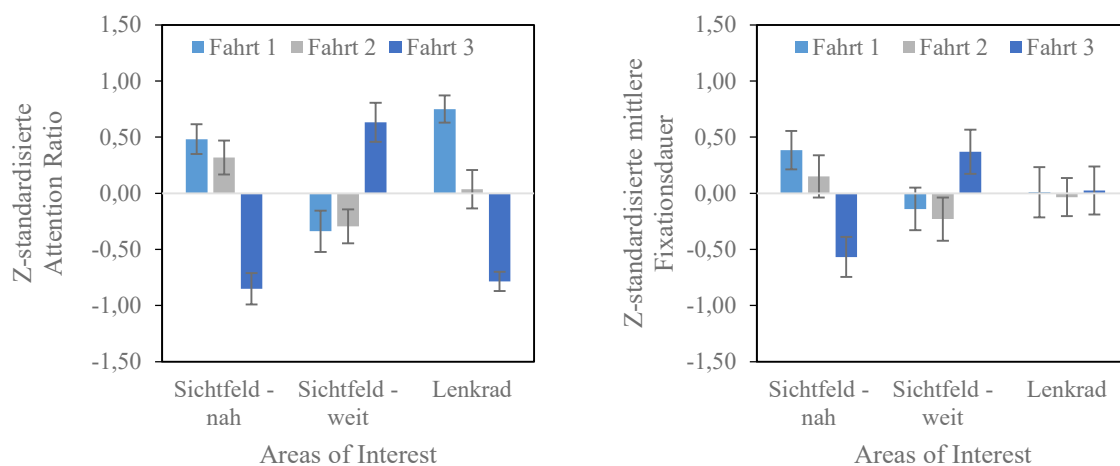 1,50
1,00
0,50
0,00
-0,50
-1,00
-1,50
Z-standardisierte
Attention Ratio
Fahrt 1 Fahrt 2 Fahrt 3
Sichtfeld -
nah
Sichtfeld -
weit
Lenkrad
Areas of Interest
1,50
1,00
0,50
0,00
-0,50
-1,00
-1,50
Z-standardisierte mittlere
Fixationsdauer
Fahrt 1 Fahrt 2 Fahrt 3
Sichtfeld -
nah
Sichtfeld -
weit
Lenkrad
Areas of Interest